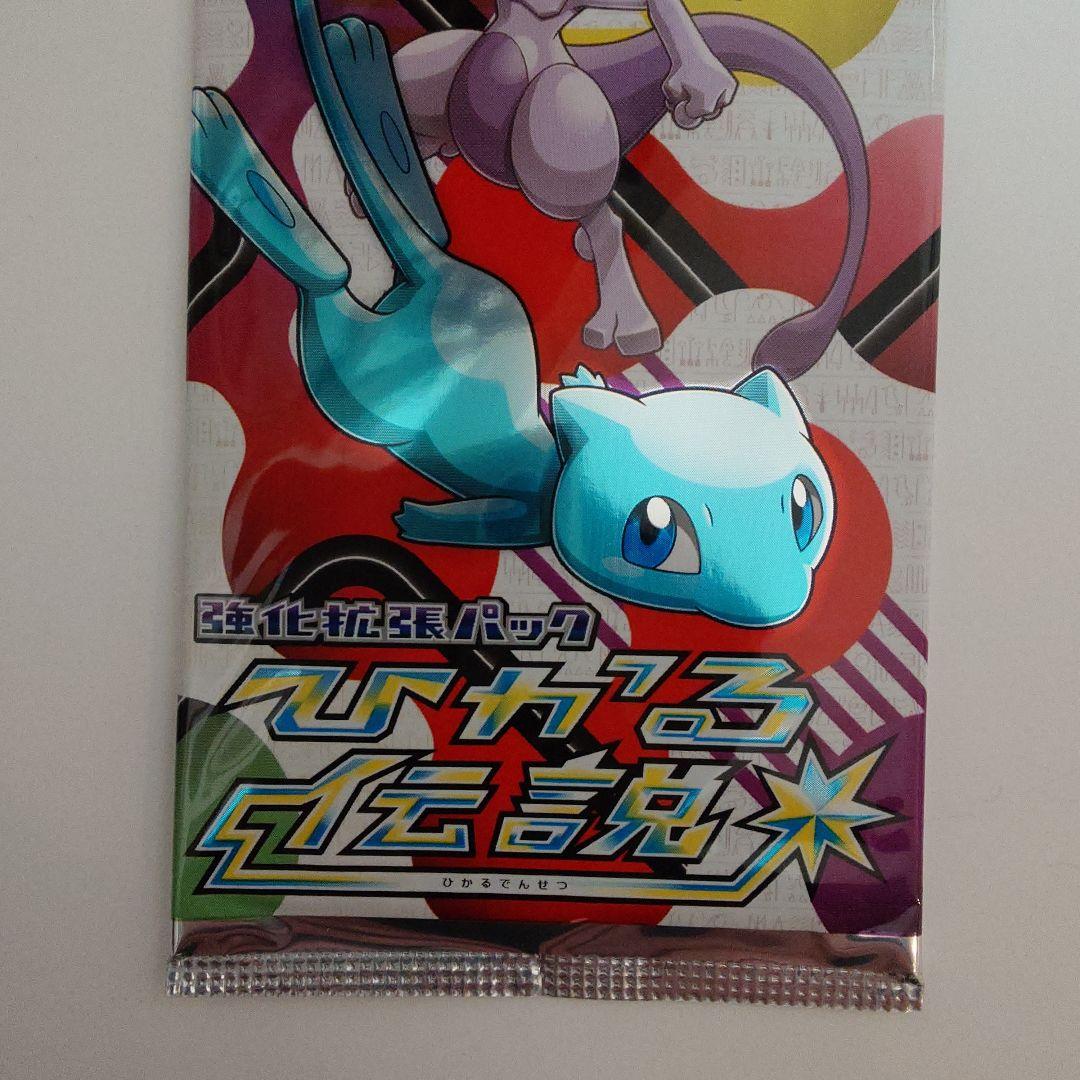 強化拡張パック
ひかる
伝説
ひかるでんせつ